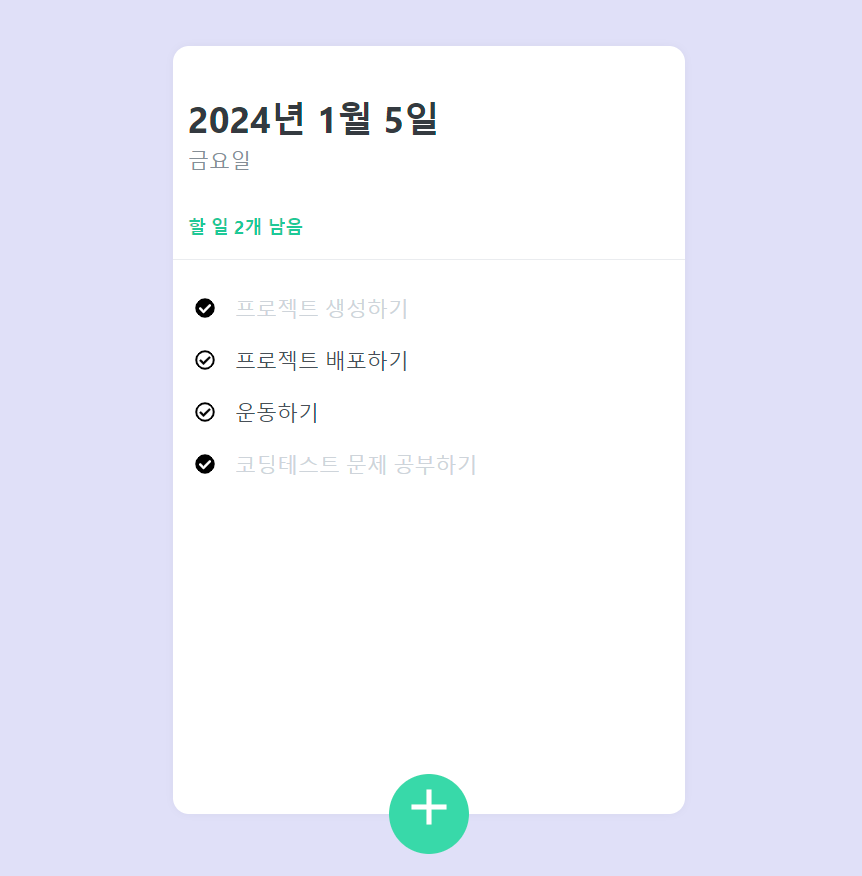 2024년 1월 5일
금요일
할 일 2개 남음
프로젝트 생성하기
프로젝트 배포하기
운동하기
코딩테스트 문제 공부하기